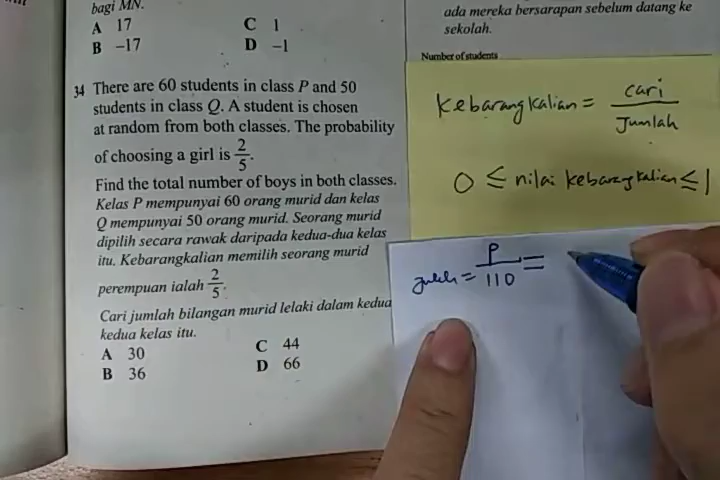 bagi MN.
A 17
C 1
B –17
D –1
34 There are 60 students in class P and 50
students in class Q. A student is chosen
at random from both classes. The probability
of choosing a girl is 2/5.
Find the total number of boys in both classes.
Kelas P mempunyai 60 orang murid dan kelas
Q mempunyai 50 orang murid. Seorang murid
dipilih secara rawak daripada kedua-dua kelas
itu. Kebarangkalian memilih seorang murid
perempuan ialah 2/5.
Cari jumlah bilangan murid lelaki dalam kedua
kedua kelas itu.
A 30
C 44
B 36
D 66
ada mereka bersarapan sebelum datang ke
sekolah.
Number of students
Kebarangkalian = cari / Jumlah
0 ≤ nilai kebarangkalian ≤ 1
= P / 110 =